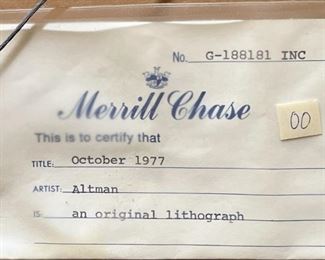 No. G-188181 INC
Merrill Chase
00
This is to certify that
TITLE: October 1977
ARTIST: Altman
IS: an original lithograph